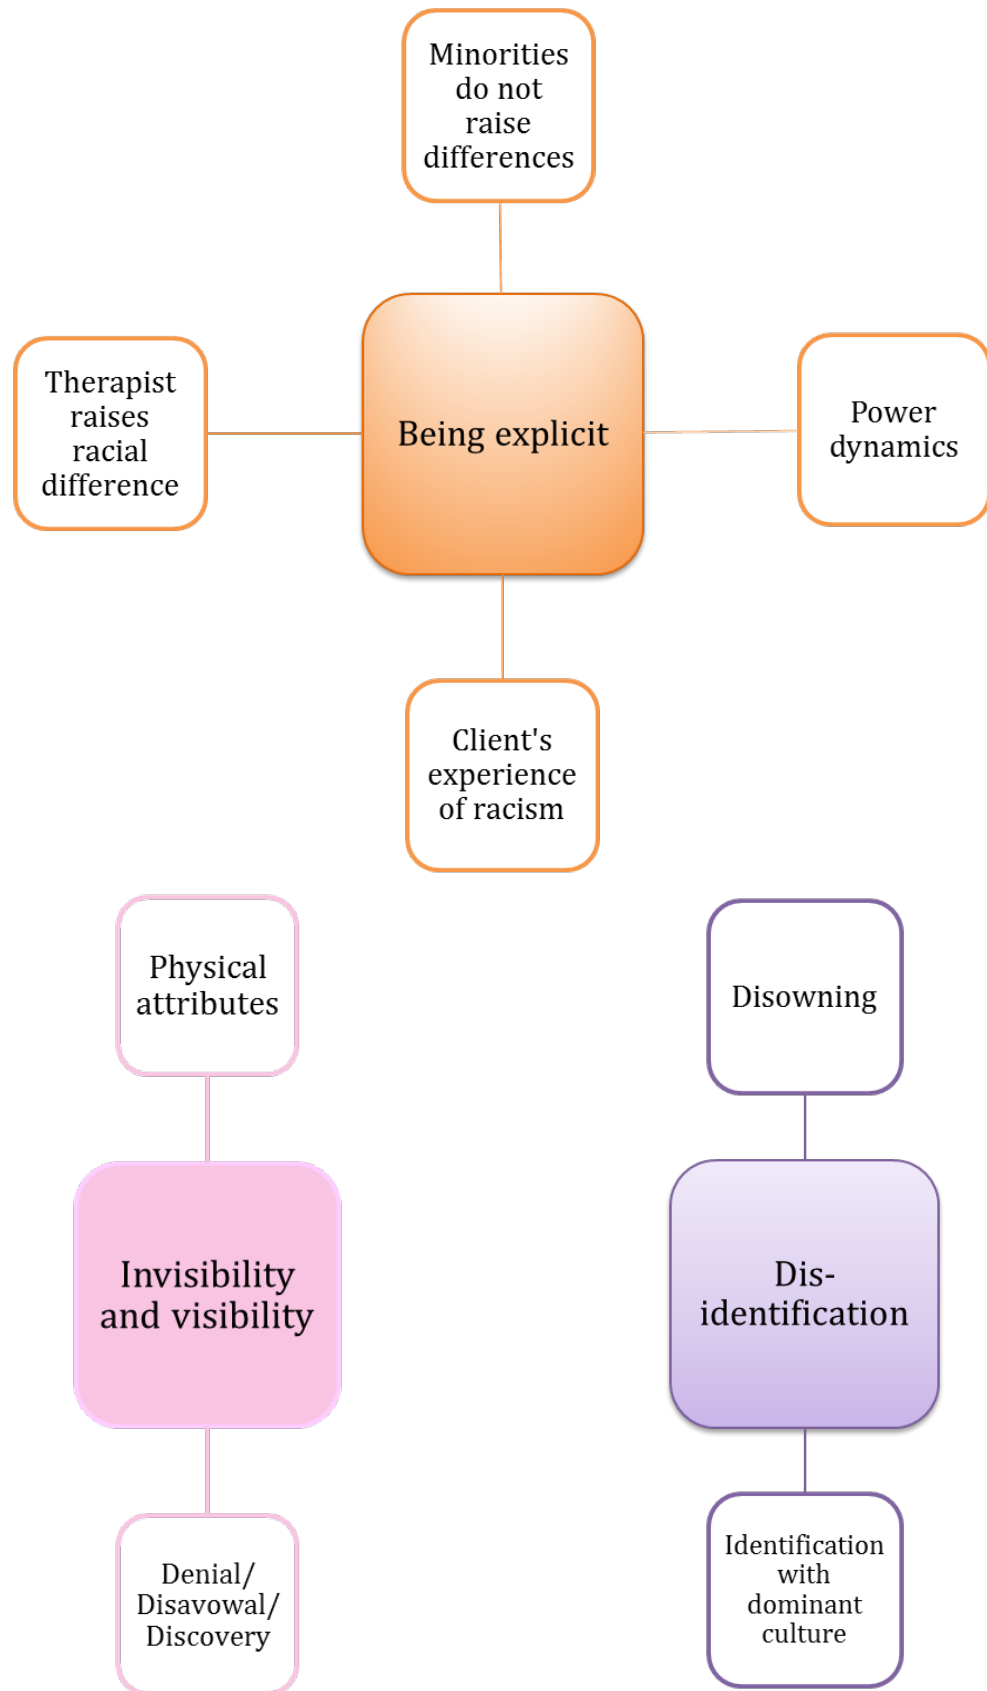 Minorities
do not
raise
differences
Therapist
raises
racial
difference
Being explicit
Power
dynamics
Client's
experience
of racism
Physical
attributes
Disowning
Invisibility
and visibility
Dis-
identification
Denial/
Disavowal/
Discovery
Identification
with
dominant
culture